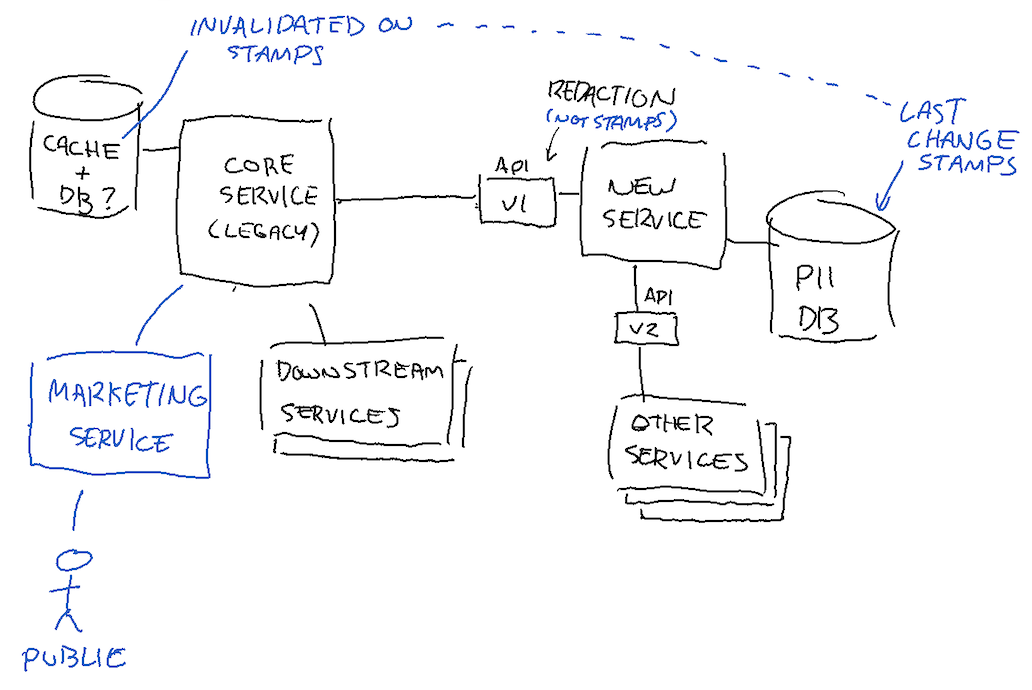 INVALIDATED ON
STAMPS
CACHE
+
DB?
CORE
SERVICE
(LEGACY)
REDACTION
(NOT STAMPS)
API
V1
NEW
SERVICE
LAST
CHANGE
STAMPS
PII
DB
API
V2
MARKETING
SERVICE
DOWNSTREAM
SERVICES
OTHER
SERVICES
PUBLIC